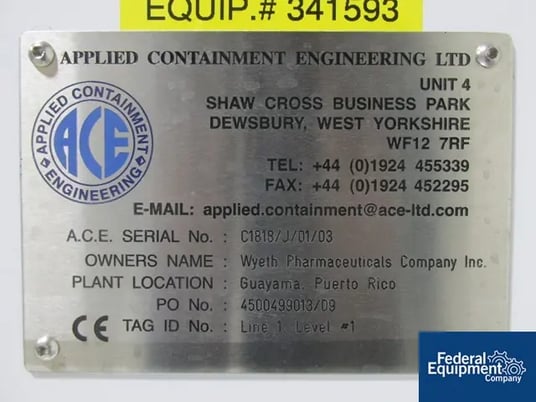 EQUIP.# 341593
APPLIED CONTAINMENT ENGINEERING LTD
UNIT 4
SHAW CROSS BUSINESS PARK
DEWSBURY, WEST YORKSHIRE
WF12 7RF
TEL: +44 (0)1924 455339
FAX: +44 (0)1924 452295
E-MAIL: applied.containment@ace-ltd.com
APPLIED CONTAINMENT
ACE
ENGINEERING
A.C.E. SERIAL No. : C1818/J/01/03
OWNERS NAME : Wyeth Pharmaceuticals Company Inc.
PLANT LOCATION : Guayama, Puerto Rico
PO No. : 4500499013/09
CE TAG ID No. : Line 1, Level #1
Federal
Equipment
Company